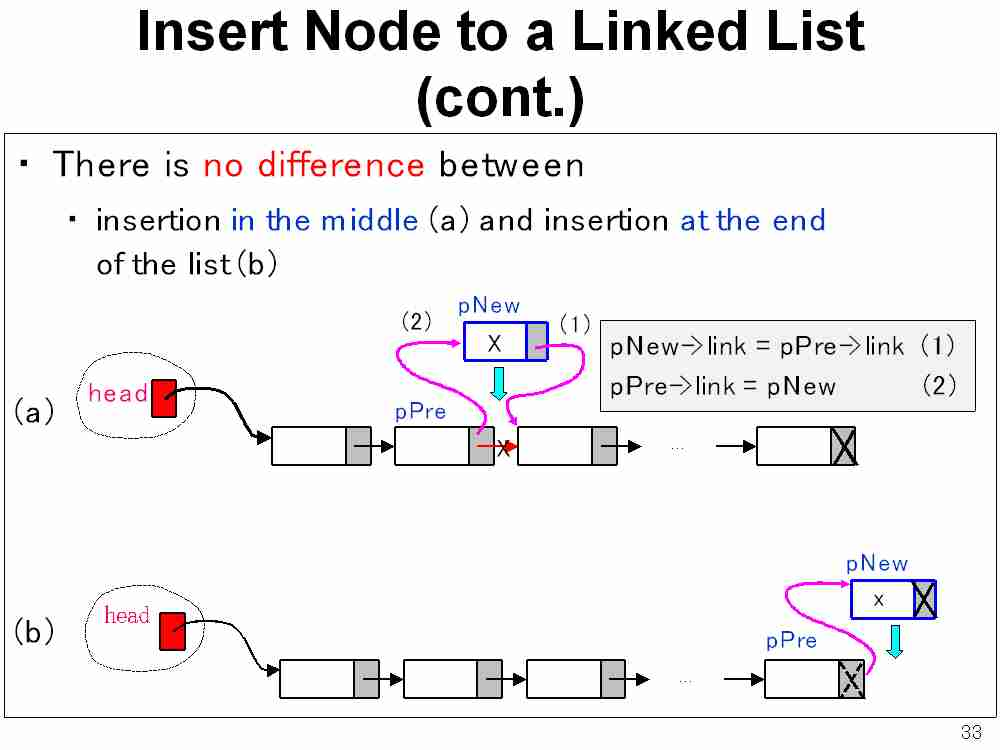 Insert Node to a Linked List
(cont.)
• There is no difference between
• insertion in the middle (a) and insertion at the end
of the list (b)
pNew
(2)
(1)
X
pNew->link = pPre->link (1)
pPre->link = pNew (2)
head
(a)
pPre
X
...
pNew
x
head
(b)
pPre
...
33